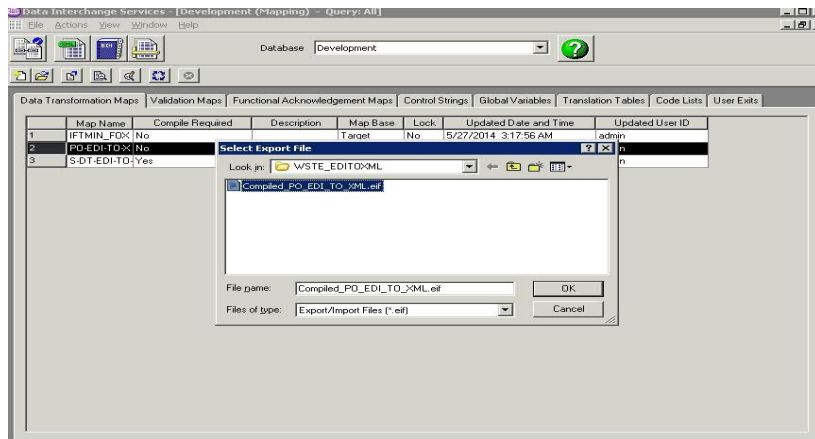 Data Interchange Services - [Development (Mapping) - Query: All]
File Actions View Window Help
Database Development
Data Transformation Maps Validation Maps Functional Acknowledgement Maps Control Strings Global Variables Translation Tables Code Lists User Exits
Map Name Compile Required Description Map Base Lock Updated Date and Time Updated User ID
1 IFTMIN_FOX No Target No 5/27/2014 3:17:56 AM admin
2 PO-EDI-TO-X No n
3 S-DT-EDI-TO- Yes n
Select Export File
Look in: WSTE_EDITOXML
Compiled_PO_EDI_TO_XML.eif
File name: Compiled_PO_EDI_TO_XML.eif OK
Files of type: Export/Import Files (*.eif) Cancel